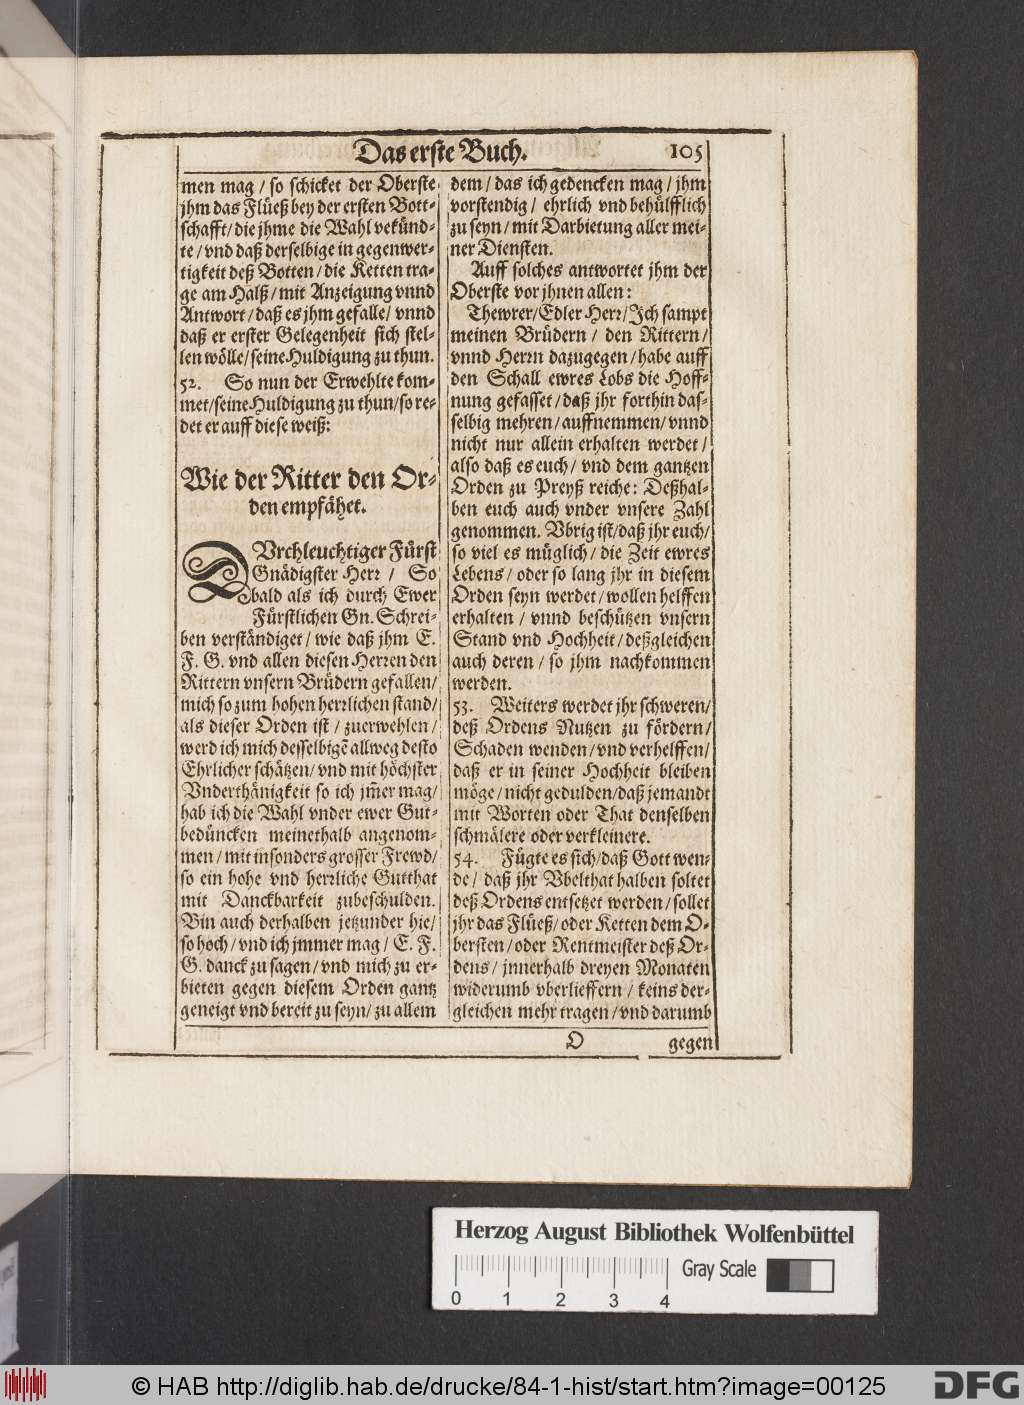 Das erste Buch. 105
men mag / so schicket der Oberste
jhm das Flüeß bey der ersten Bott-
schafft / die jhme die Wahl vekünd-
te / vnd daß derselbige in gegenwer-
tigkeit deß Botten / die Ketten tra-
ge am Halß / mit Anzeigung vnnd
Antwort / daß es jhm gefalle / vnnd
daß er erster Gelegenheit sich stel-
len wölle / seine Huldigung zu thun.
52. So nun der Erwehlte kom-
met / seine Huldigung zu thun / so re-
det er auff diese weiß:
Wie der Ritter den Or-
den empfähet.
DVrchleuchtiger Fürst
Gnädigster Herr / So
bald als ich durch Ewer
Fürstlichen Gn. Schrei-
ben verständiget / wie daß jhm E.
F. G. vnd allen diesen Herren den
Rittern vnsern Brüdern gefallen /
mich so zum hohen herrlichen stand /
als dieser Orden ist / zuerwehlen /
werd ich mich desselbigē allweg desto
Ehrlicher schätzen / vnd mit höchster
Vnderthänigkeit so ich jm̄er mag /
hab ich die Wahl vnder ewer Gut-
bedüncken meinethalb angenom-
men / mit insonders grosser Frewd /
so ein hohe vnd herrliche Gutthat
mit Danckbarkeit zubeschulden.
Bin auch derhalben jetzunder hie /
so hoch / vnd ich jmmer mag / E. F.
G. danck zu sagen / vnd mich zu er-
bieten gegen diesem Orden gantz
geneigt vnd bereit zu seyn / zu allem
dem / das ich gedencken mag / jhm
vorstendig / ehrlich vnd behülfflich
zu seyn / mit Darbietung aller mei-
ner Diensten.
Auff solches antwortet jhm der
Oberste vor jhnen allen:
Thewrer / Edler Herr / Ich sampt
meinen Brüdern / den Rittern /
vnnd Herrn dazugegen / habe auff
den Schall ewres Lobs die Hoff-
nung gefasset / daß jhr forthin das-
selbig mehren / auffnemmen / vnnd
nicht nur allein erhalten werdet /
also daß es euch / vnd dem gantzen
Orden zu Preyß reiche: Deßhal-
ben euch auch vnder vnsere Zahl
genommen. Vbrig ist / daß jhr euch /
so viel es müglich / die Zeit ewres
Lebens / oder so lang jhr in diesem
Orden seyn werdet / wollen helffen
erhalten / vnnd beschützen vnsern
Stand vnd Hochheit / deßgleichen
auch deren / so jhm nachkommen
werden.
53. Weiters werdet jhr schweren /
deß Ordens Nutzen zu fördern /
Schaden wenden / vnd verhelffen /
daß er in seiner Hochheit bleiben
möge / nicht gedulden / daß jemandt
mit Worten oder That denselben
schmälere oder verkleinere.
54. Fügte es sich / daß Gott wen-
de / daß jhr Vbelthat halben soltet
deß Ordens entsetzet werden / sollet
jhr das Flüeß / oder Ketten dem O-
bersten / oder Rentmeister deß Or-
dens / jnnerhalb dreyen Monaten
widerumb vberlieffern / keins der-
gleichen mehr tragen / vnd darumb
O gegen
Herzog August Bibliothek Wolfenbüttel
0 1 2 3 4
Gray Scale
© HAB http://diglib.hab.de/drucke/84-1-hist/start.htm?image=00125
DFG